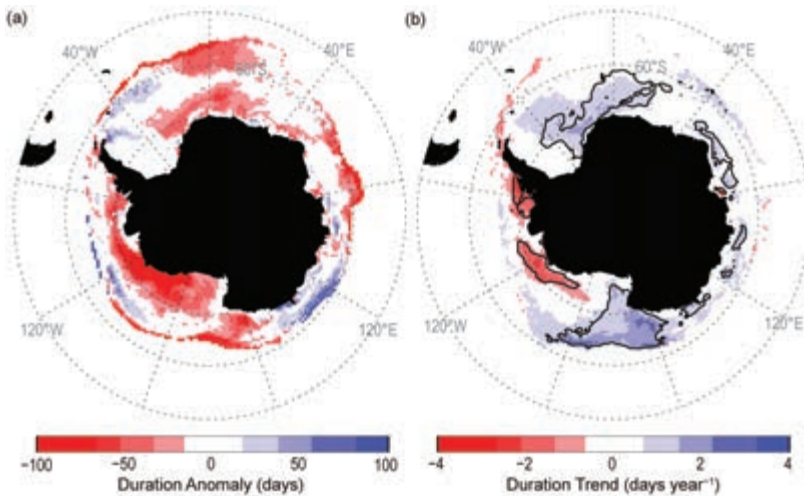 (a)
40°W
40°E
60°S
120°W
120°E
-100
-50
0
50
100
Duration Anomaly (days)
(b)
40°W
40°E
60°S
120°W
120°E
-4
-2
0
2
4
Duration Trend (days year⁻¹)